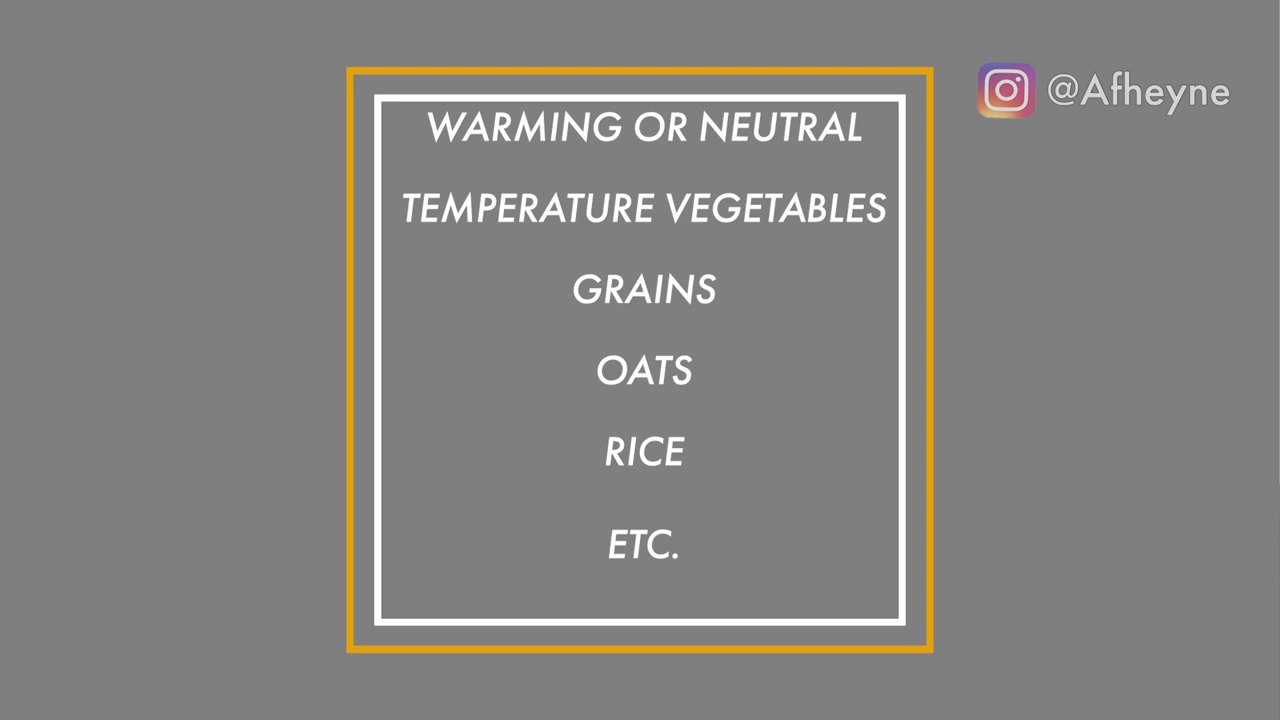 @Afheyne
WARMING OR NEUTRAL
TEMPERATURE VEGETABLES
GRAINS
OATS
RICE
ETC.